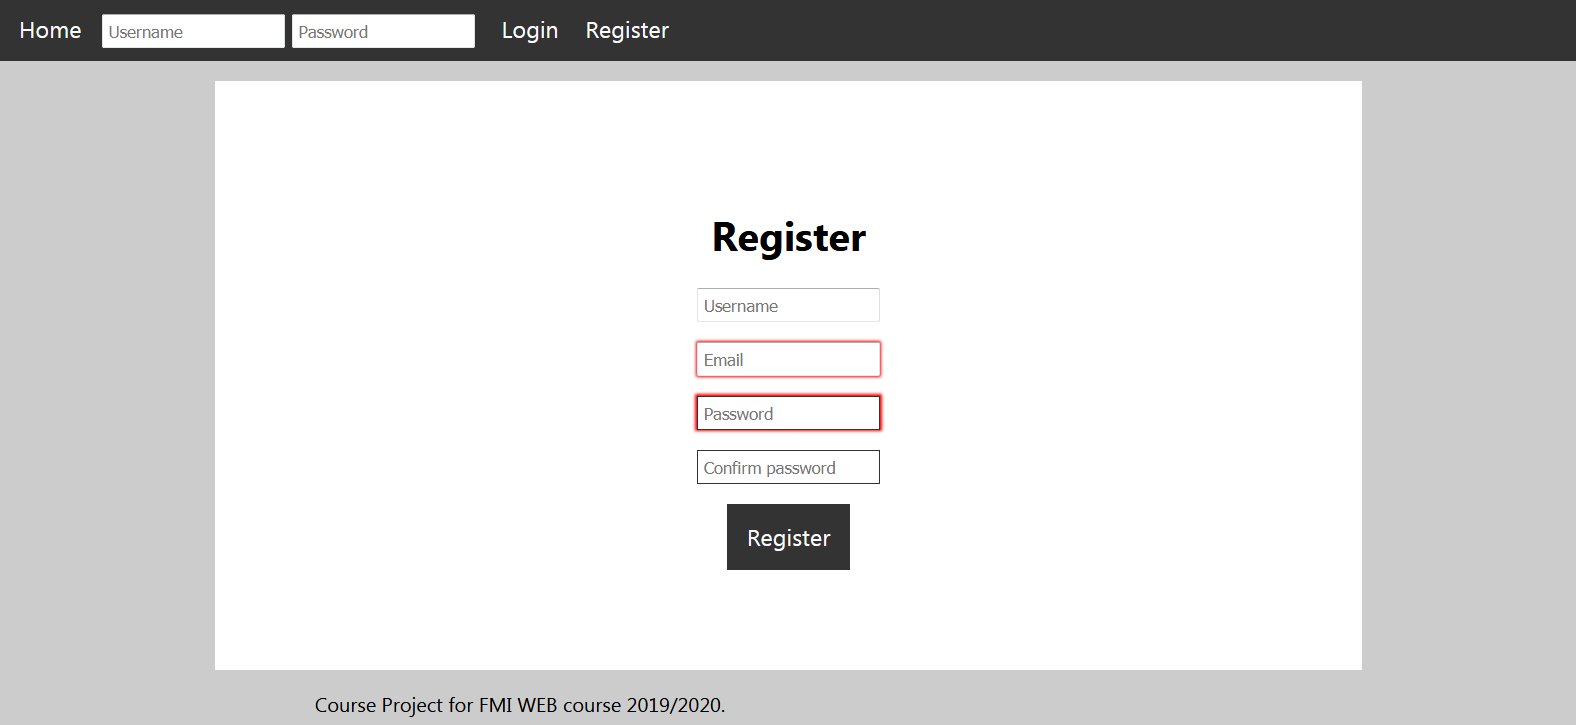 Home Username Password Login Register
Register
Username
Email
Password
Confirm password
Register
Course Project for FMI WEB course 2019/2020.